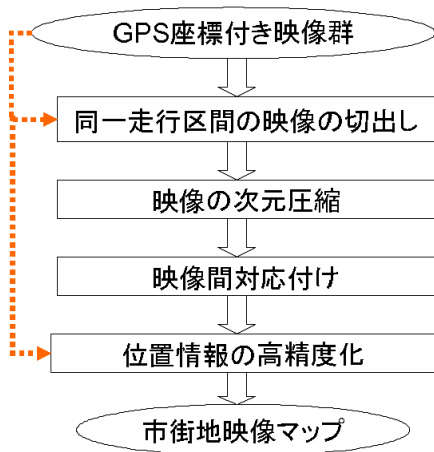 GPS座標付き映像群
同一走行区間の映像の切出し
映像の次元圧縮
映像間対応付け
位置情報の高精度化
市街地映像マップ